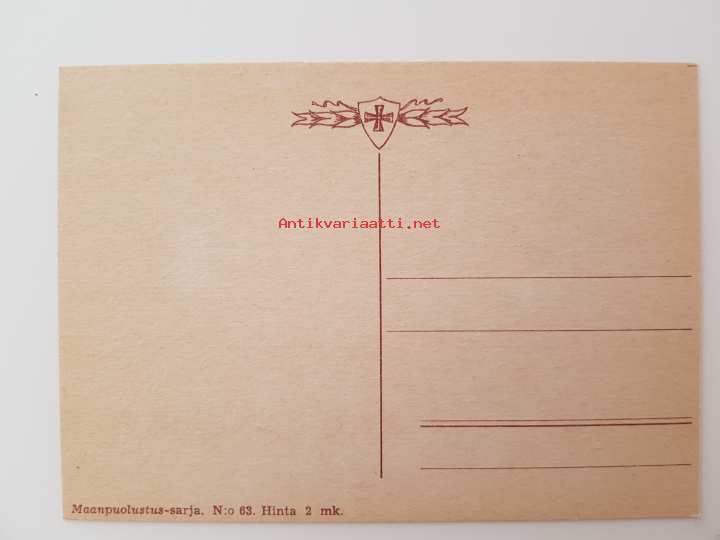 Antikvariaatti.net
Maanpuolustus-sarja. N:o 63. Hinta 2 mk.